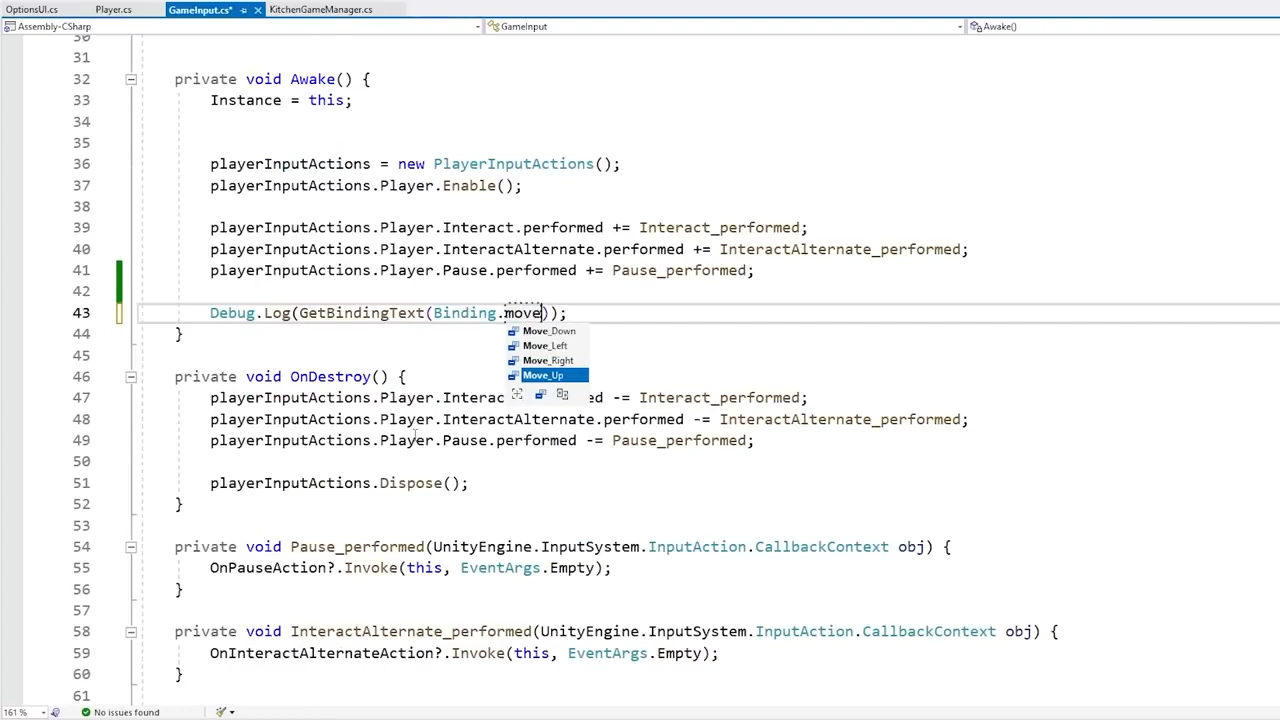 OptionsUI.cs Player.cs GameInput.cs* KitchenGameManager.cs
Assembly-CSharp GameInput Awake()
30
31
32 private void Awake() {
33 Instance = this;
34
35
36 playerInputActions = new PlayerInputActions();
37 playerInputActions.Player.Enable();
38
39 playerInputActions.Player.Interact.performed += Interact_performed;
40 playerInputActions.Player.InteractAlternate.performed += InteractAlternate_performed;
41 playerInputActions.Player.Pause.performed += Pause_performed;
42
43 Debug.Log(GetBindingText(Binding.move));
Move_Down
44 }
Move_Left
45
Move_Right
46 private void OnDestroy() {
Move_Up
47 playerInputActions.Player.Interac ed -= Interact_performed;
48 playerInputActions.Player.InteractAlternate.performed -= InteractAlternate_performed;
49 playerInputActions.Player.Pause.performed -= Pause_performed;
50
51 playerInputActions.Dispose();
52 }
53
54 private void Pause_performed(UnityEngine.InputSystem.InputAction.CallbackContext obj) {
55 OnPauseAction?.Invoke(this, EventArgs.Empty);
56 }
57
58 private void InteractAlternate_performed(UnityEngine.InputSystem.InputAction.CallbackContext obj) {
59 OnInteractAlternateAction?.Invoke(this, EventArgs.Empty);
60 }
61
161 % No issues found